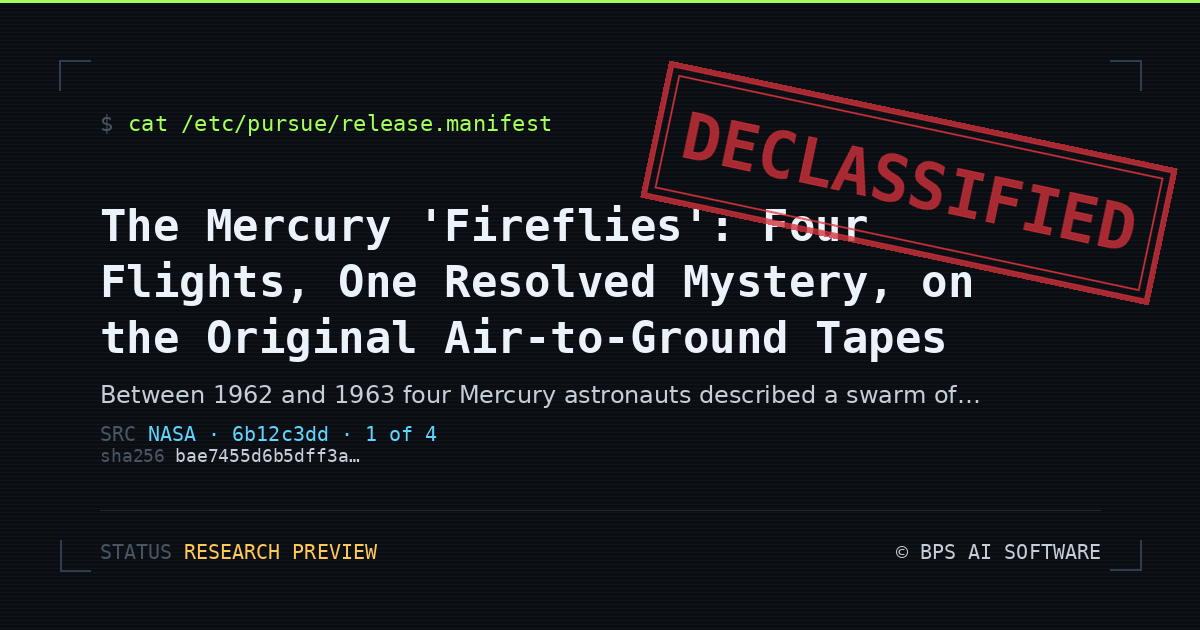 $ cat /etc/pursue/release.manifest
DECLASSIFIED
The Mercury 'Fireflies': Four
Flights, One Resolved Mystery, on
the Original Air-to-Ground Tapes
Between 1962 and 1963 four Mercury astronauts described a swarm of…
SRC NASA · 6b12c3dd · 1 of 4
sha256 bae7455d6b5dff3a…
STATUS RESEARCH PREVIEW
© BPS AI SOFTWARE